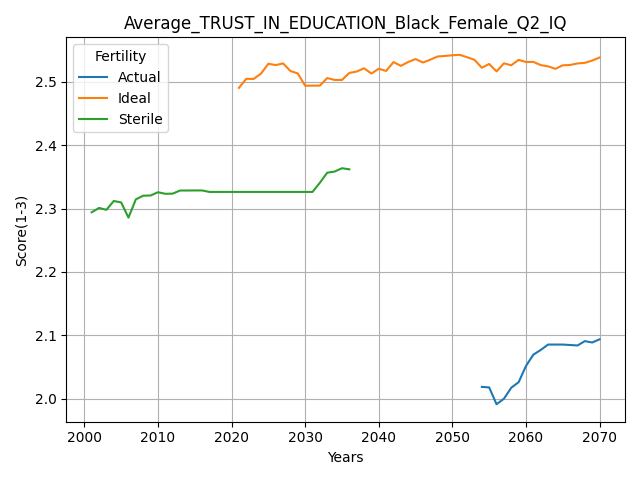 Average_TRUST_IN_EDUCATION_Black_Female_Q2_IQ
Fertility
Actual
Ideal
Sterile
Score(1-3)
2.5
2.4
2.3
2.2
2.1
2.0
2000 2010 2020 2030 2040 2050 2060 2070
Years